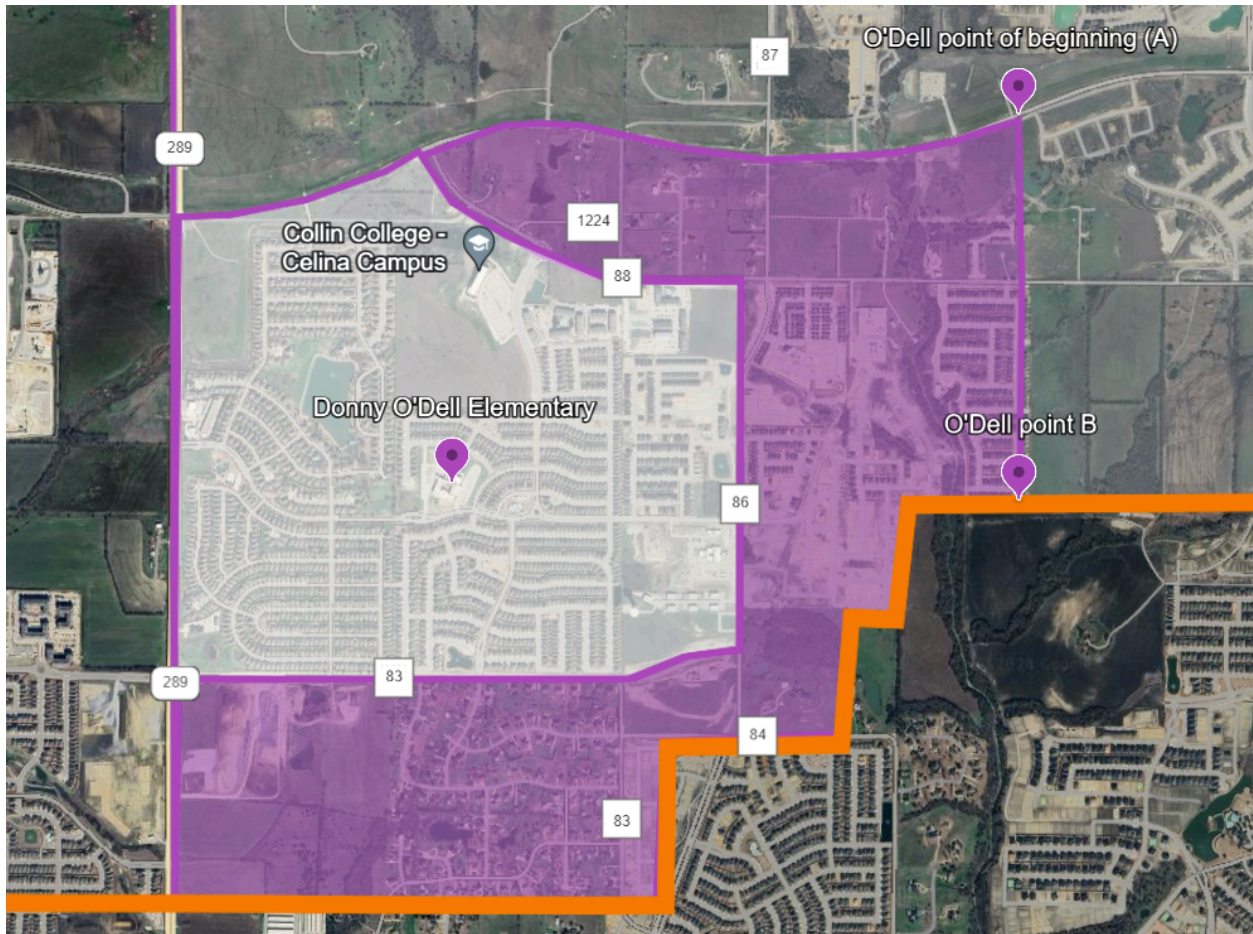 O'Dell point of beginning (A)
87
289
1224
Collin College -
Celina Campus
88
Donny O'Dell Elementary
O'Dell point B
86
83
289
84
83